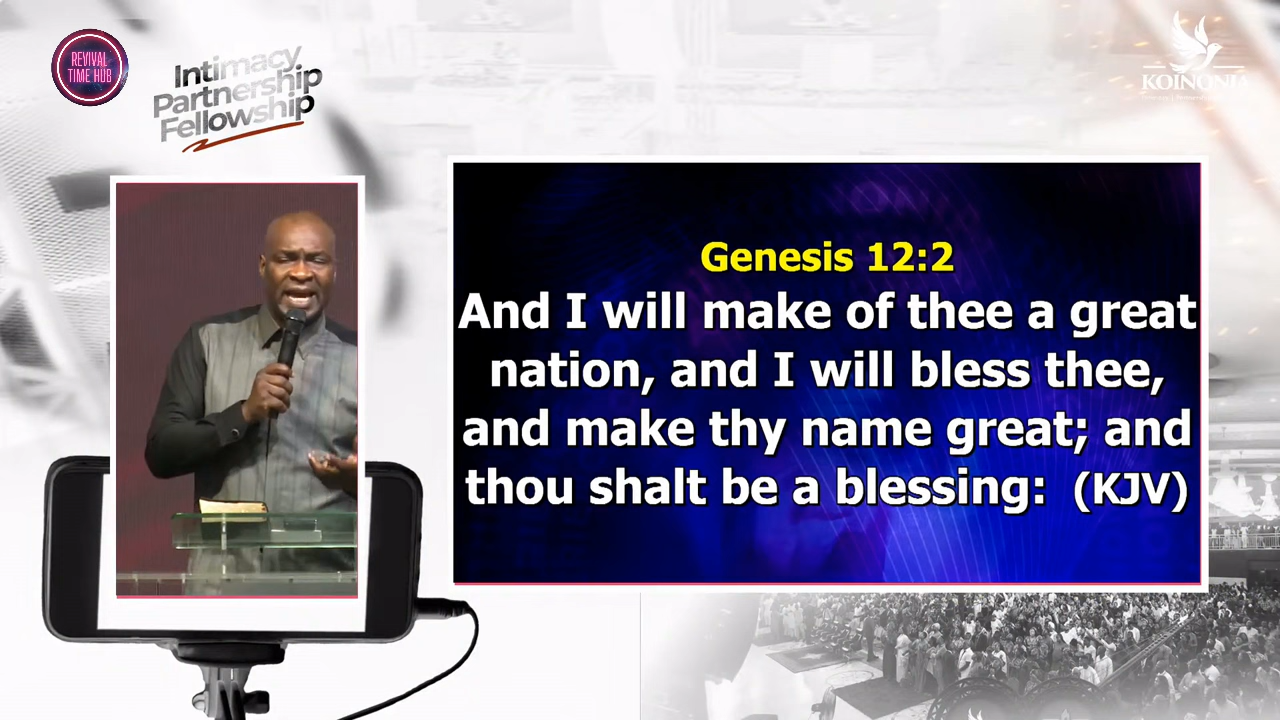 REVIVAL
TIME HUB
Intimacy
Partnership
Fellowship
KOINONIA
Genesis 12:2
And I will make of thee a great
nation, and I will bless thee,
and make thy name great; and
thou shalt be a blessing: (KJV)